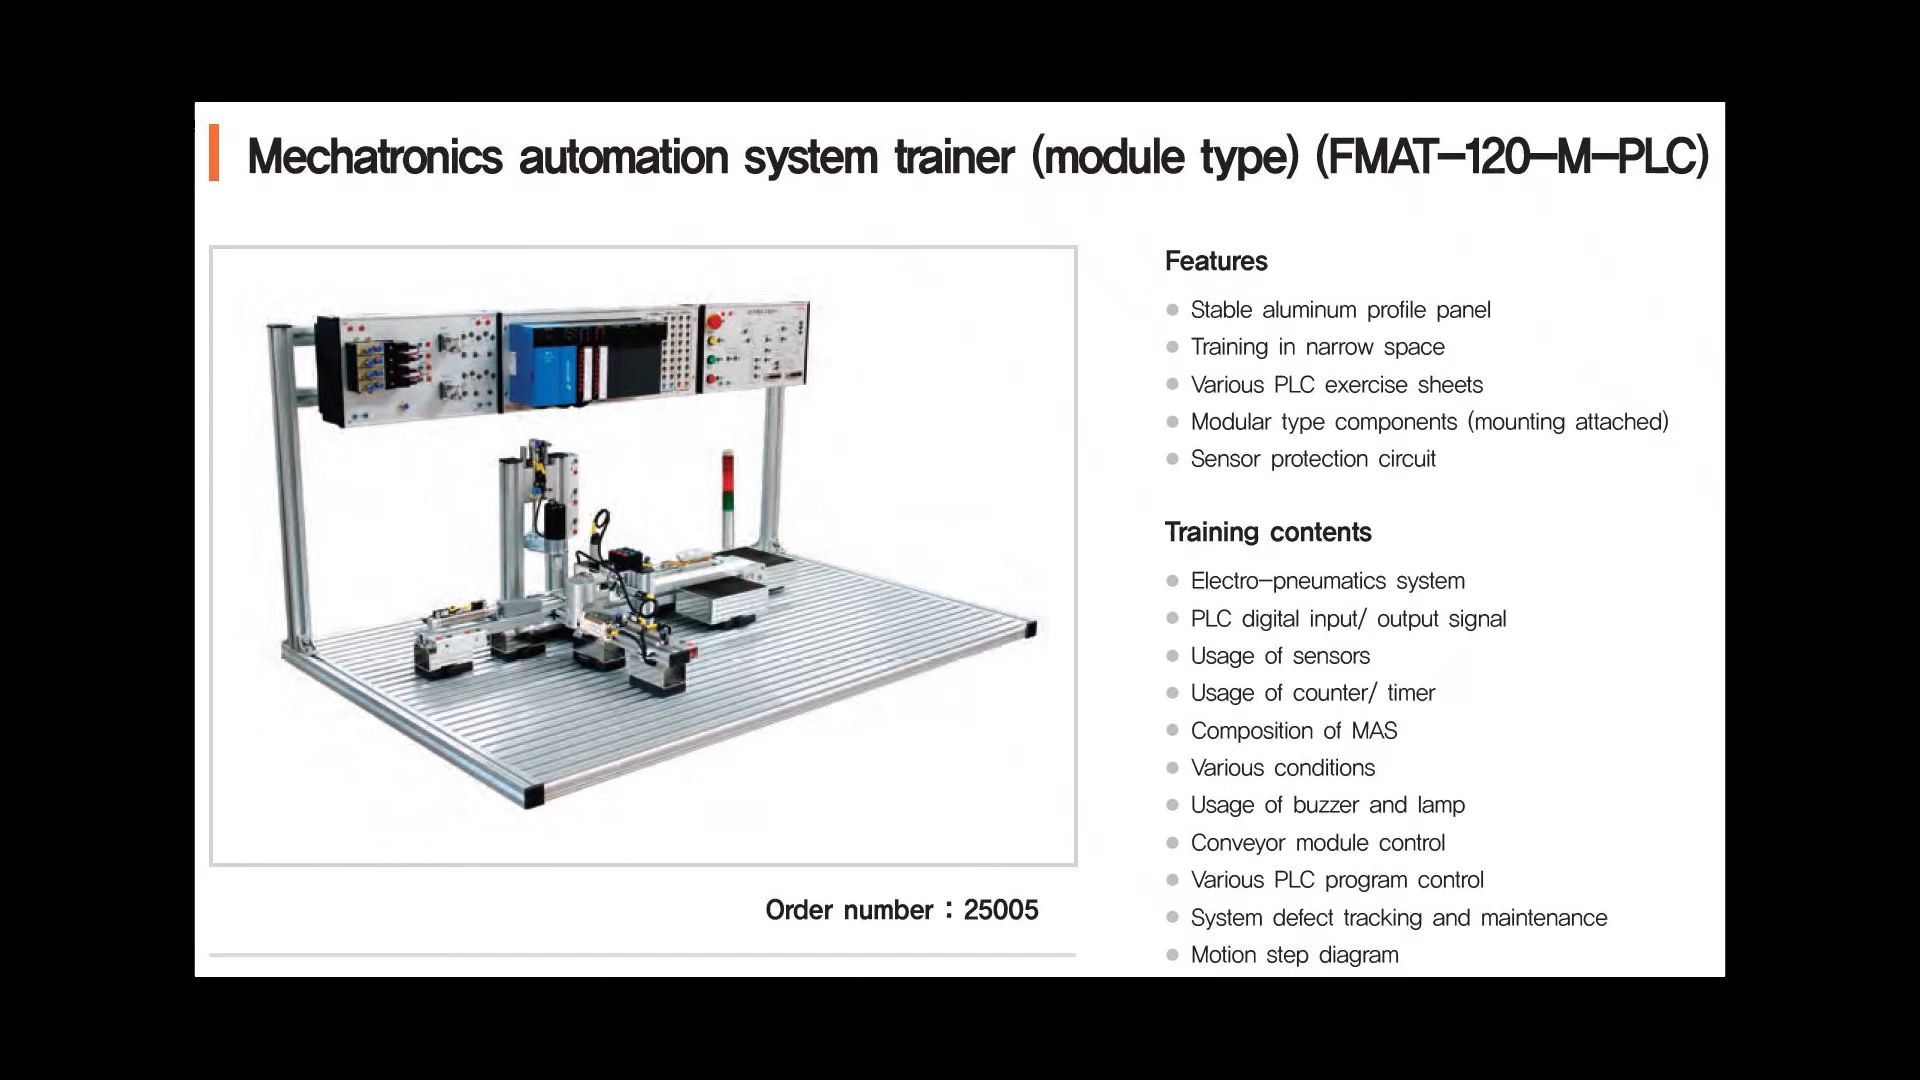 Mechatronics automation system trainer (module type) (FMAT-120-M-PLC)
Order number : 25005
Features
Stable aluminum profile panel
Training in narrow space
Various PLC exercise sheets
Modular type components (mounting attached)
Sensor protection circuit
Training contents
Electro-pneumatics system
PLC digital input/ output signal
Usage of sensors
Usage of counter/ timer
Composition of MAS
Various conditions
Usage of buzzer and lamp
Conveyor module control
Various PLC program control
System defect tracking and maintenance
Motion step diagram